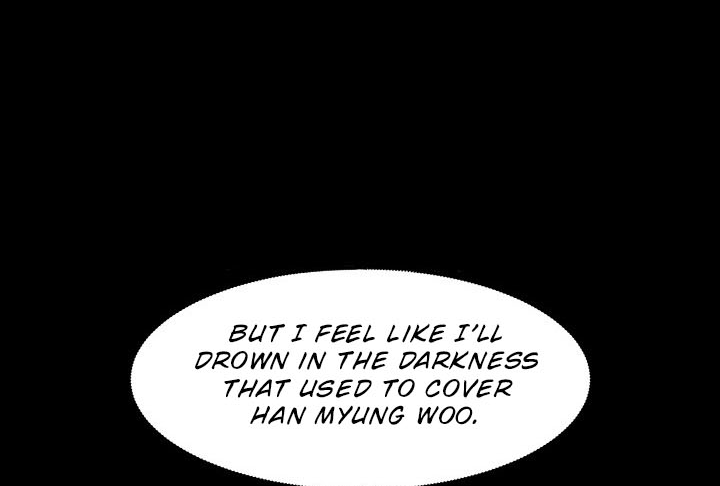 BUT I FEEL LIKE I'LL
DROWN IN THE DARKNESS
THAT USED TO COVER
HAN MYUNG WOO.